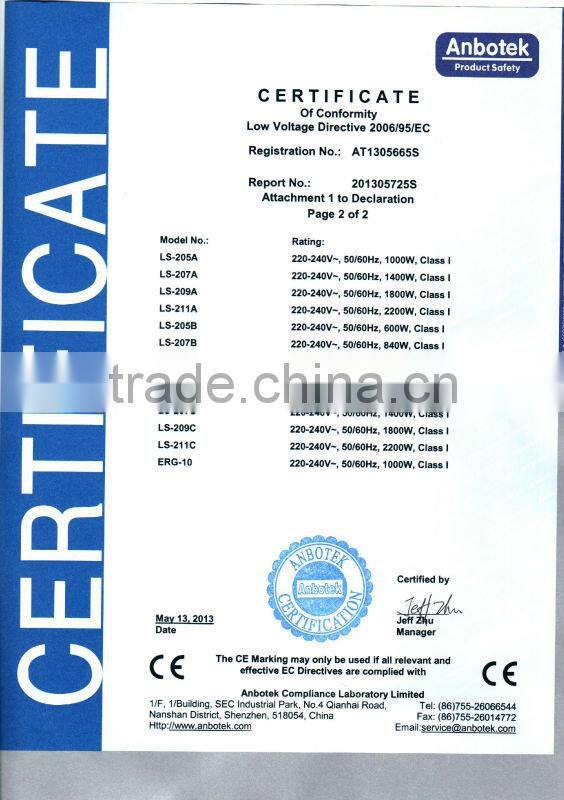 CERTIFICATE
Anbotek
Product Safety
CERTIFICATE
Of Conformity
Low Voltage Directive 2006/95/EC
Registration No.: AT1305665S
Report No.: 201305725S
Attachment 1 to Declaration
Page 2 of 2
Model No.: Rating:
LS-205A 220-240V~, 50/60Hz, 1000W, Class I
LS-207A 220-240V~, 50/60Hz, 1400W, Class I
LS-209A 220-240V~, 50/60Hz, 1800W, Class I
LS-211A 220-240V~, 50/60Hz, 2200W, Class I
LS-205B 220-240V~, 50/60Hz, 600W, Class I
LS-207B 220-240V~, 50/60Hz, 840W, Class I
trade.china.cn
220-240V~, 50/60Hz, 1400W, Class I
LS-209C 220-240V~, 50/60Hz, 1800W, Class I
LS-211C 220-240V~, 50/60Hz, 2200W, Class I
ERG-10 220-240V~, 50/60Hz, 1000W, Class I
ANBOTEK
Anbotek
CERTIFICATION
Certified by
Jeff Zhu
May 13, 2013 Jeff Zhu
Date Manager
CE The CE Marking may only be used if all relevant and CE
effective EC Directives are complied with
Anbotek Compliance Laboratory Limited
1/F, 1/Building, SEC Industrial Park, No.4 Qianhai Road, Tel: (86)755-26066544
Nanshan District, Shenzhen, 518054, China Fax: (86)755-26014772
Http://www.anbotek.com Email:service@anbotek.com